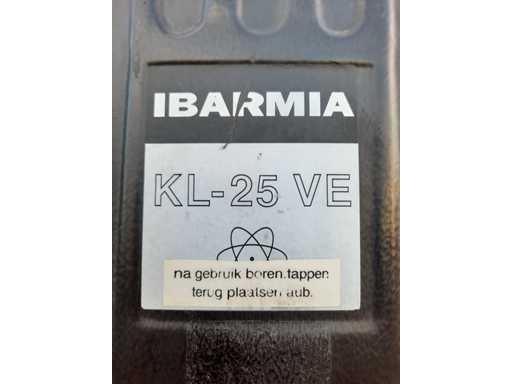 IBARMIA
KL-25 VE
na gebruik boren.tappen
terug plaatsen aub.